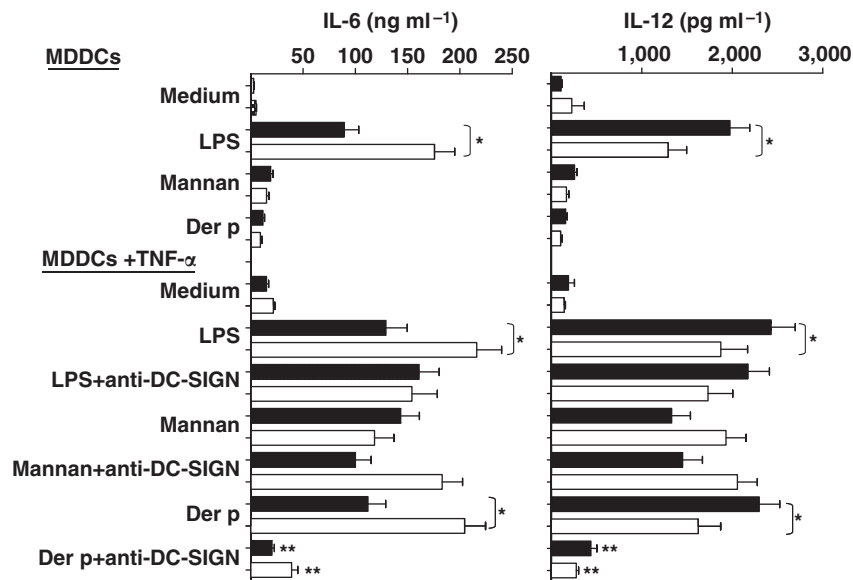 IL-6 (ng ml⁻¹) IL-12 (pg ml⁻¹)
MDDCs 50 100 150 200 250 1,000 2,000 3,000
Medium
LPS * *
Mannan
Der p
MDDCs +TNF-α
Medium
LPS * *
LPS+anti-DC-SIGN
Mannan
Mannan+anti-DC-SIGN
Der p * *
Der p+anti-DC-SIGN ** **
** **